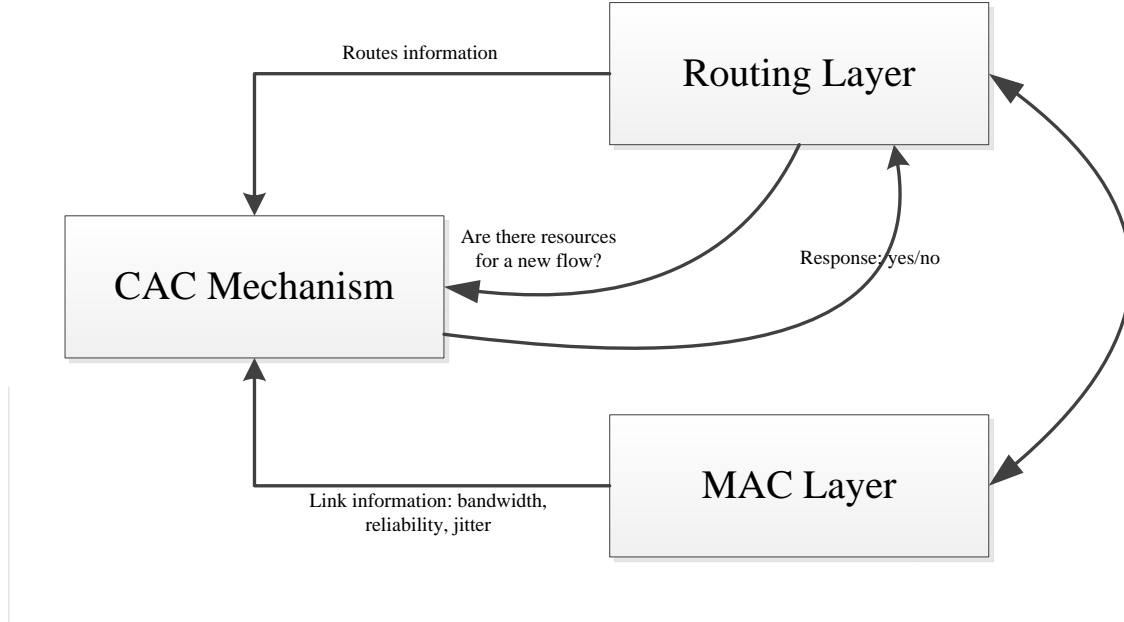 Routes information
Routing Layer
Are there resources
for a new flow?
Response: yes/no
CAC Mechanism
MAC Layer
Link information: bandwidth,
reliability, jitter